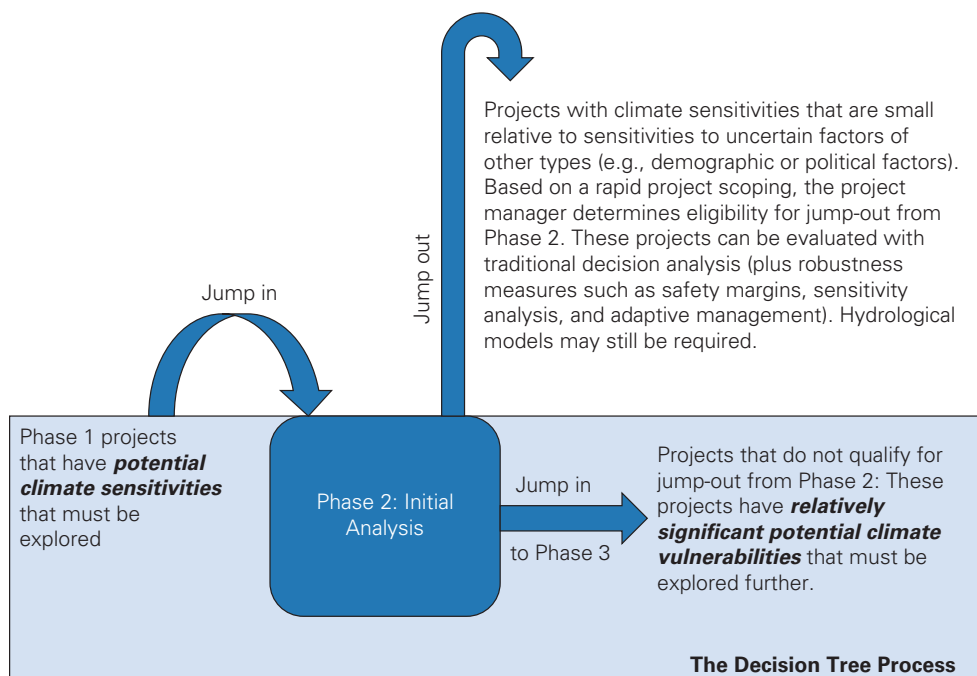 Projects with climate sensitivities that are small
relative to sensitivities to uncertain factors of
other types (e.g., demographic or political factors).
Based on a rapid project scoping, the project
manager determines eligibility for jump-out from
Phase 2. These projects can be evaluated with
traditional decision analysis (plus robustness
measures such as safety margins, sensitivity
analysis, and adaptive management). Hydrological
models may still be required.
Jump out
Jump in
Phase 1 projects
that have potential
climate sensitivities
that must be
explored
Phase 2: Initial
Analysis
Jump in
to Phase 3
Projects that do not qualify for
jump-out from Phase 2: These
projects have relatively
significant potential climate
vulnerabilities that must be
explored further.
The Decision Tree Process